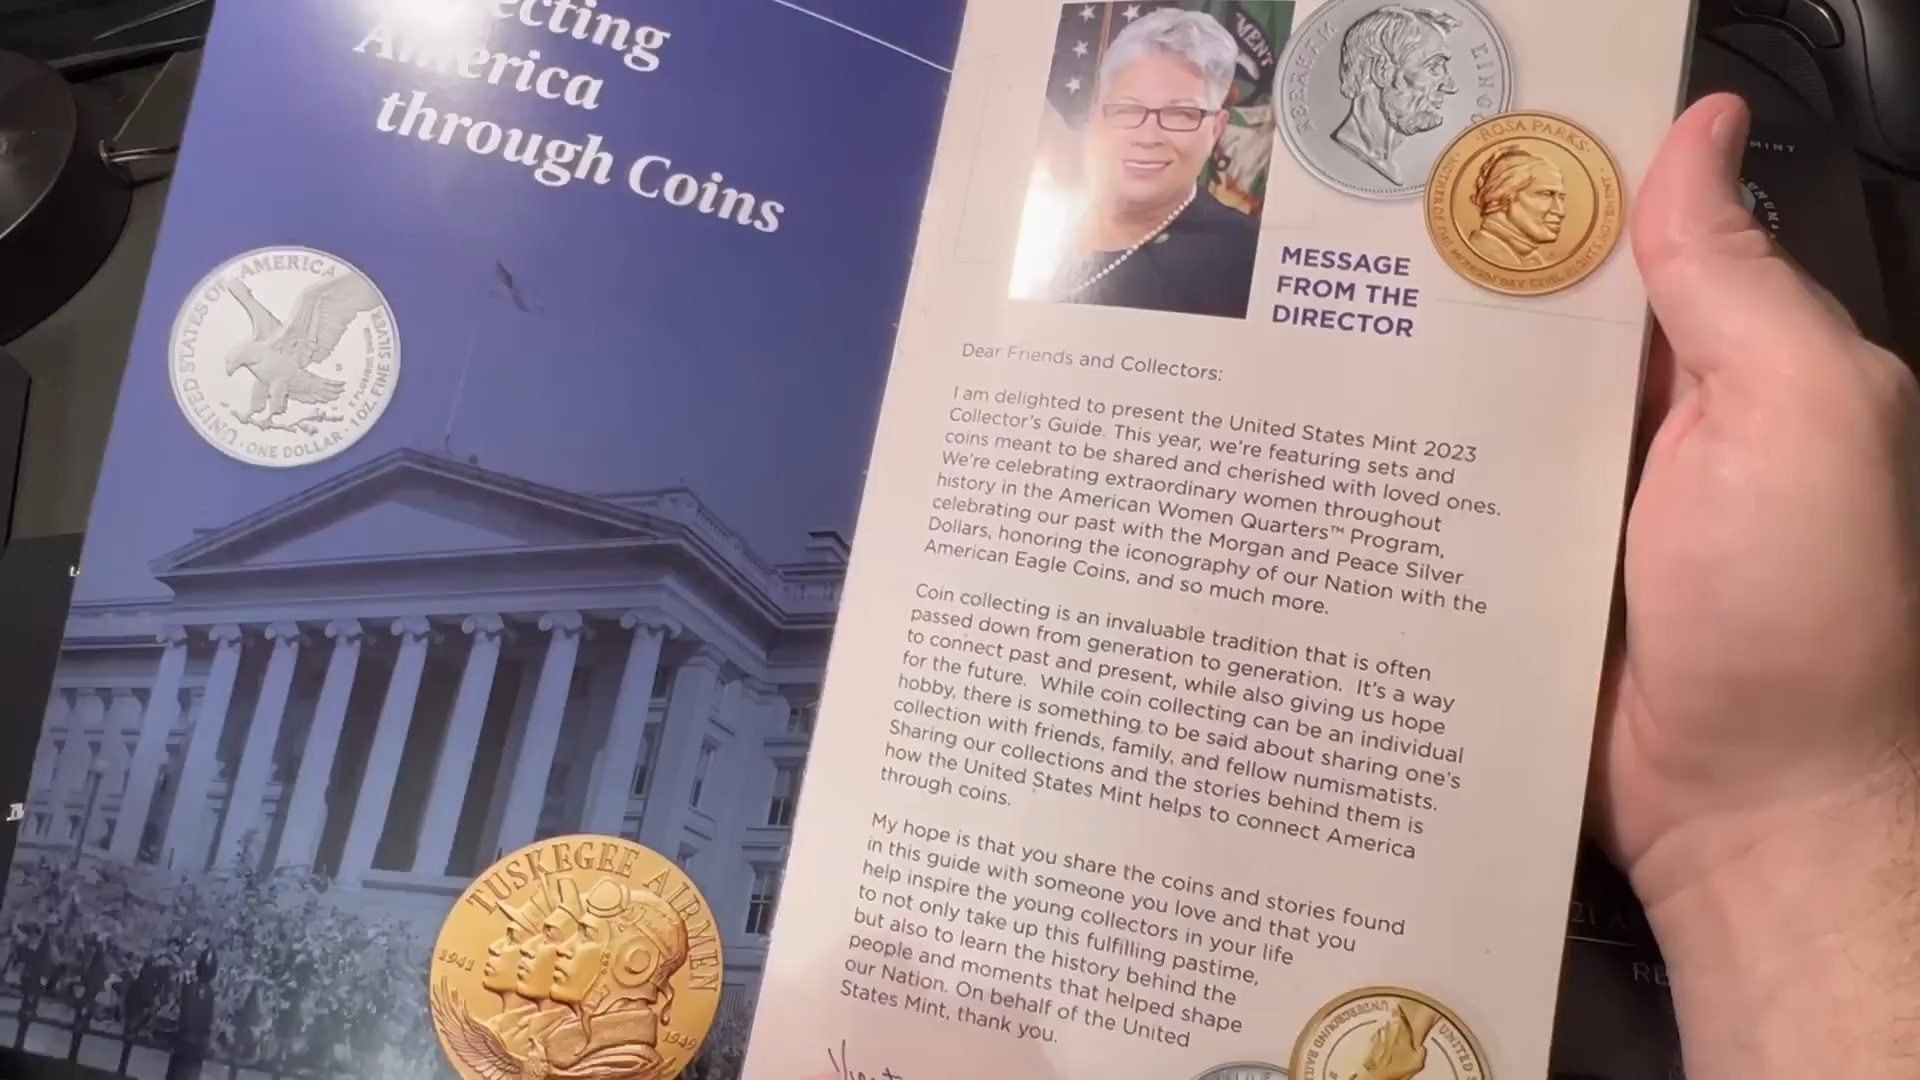 ecting
America
through Coins
UNITED STATES OF AMERICA
E PLURIBUS UNUM
1 OZ. FINE SILVER
ONE DOLLAR
TUSKEGEE AIRMEN
1941
1949
ABRAHAM LINCO
ROSA PARKS
MESSAGE
FROM THE
DIRECTOR
Dear Friends and Collectors:
I am delighted to present the United States Mint 2023
Collector's Guide. This year, we're featuring sets and
coins meant to be shared and cherished with loved ones.
We're celebrating extraordinary women throughout
history in the American Women Quarters™ Program,
celebrating our past with the Morgan and Peace Silver
Dollars, honoring the iconography of our Nation with the
American Eagle Coins, and so much more.
Coin collecting is an invaluable tradition that is often
passed down from generation to generation. It's a way
to connect past and present, while also giving us hope
for the future. While coin collecting can be an individual
hobby, there is something to be said about sharing one's
collection with friends, family, and fellow numismatists.
Sharing our collections and the stories behind them is
how the United States Mint helps to connect America
through coins.
My hope is that you share the coins and stories found
in this guide with someone you love and that you
help inspire the young collectors in your life
to not only take up this fulfilling pastime,
but also to learn the history behind the
people and moments that helped shape
our Nation. On behalf of the United
States Mint, thank you.
MINT